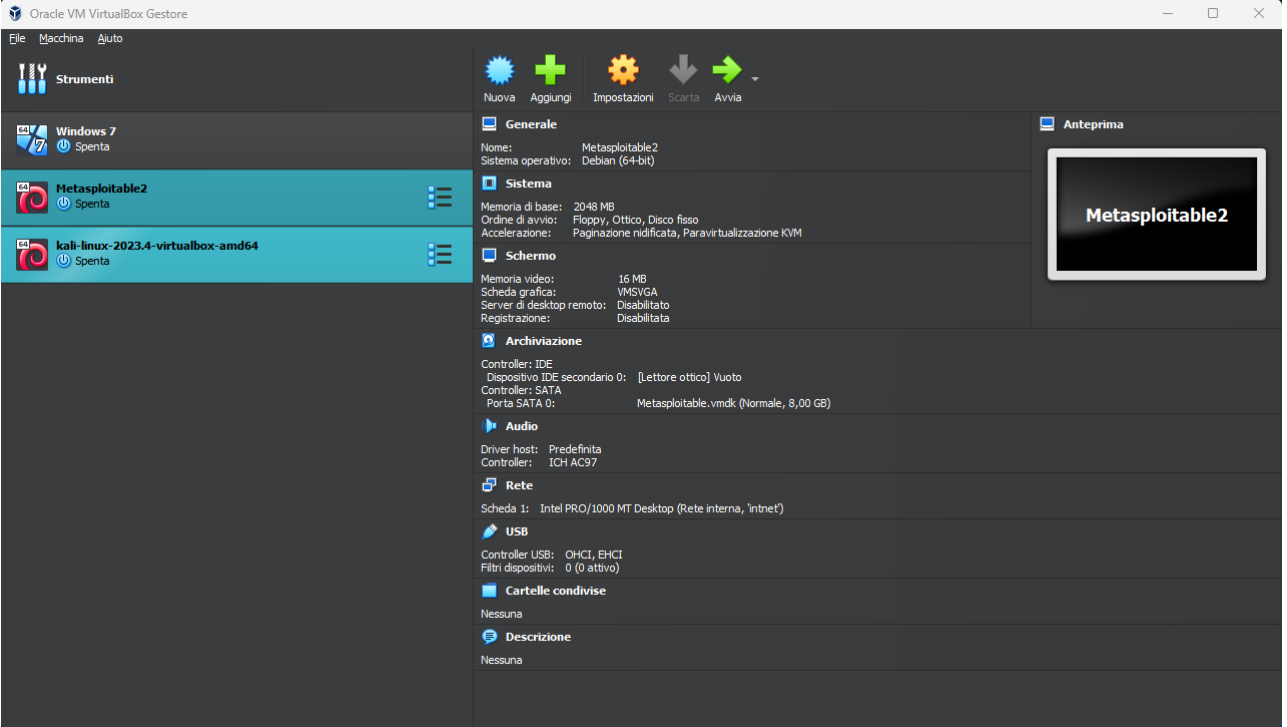 Oracle VM VirtualBox Gestore
File Macchina Aiuto
Strumenti
Nuova Aggiungi Impostazioni Scarta Avvia
64 7 Windows 7
Spenta
64 Metasploitable2
Spenta
64 kali-linux-2023.4-virtualbox-amd64
Spenta
Generale
Nome: Metasploitable2
Sistema operativo: Debian (64-bit)
Sistema
Memoria di base: 2048 MB
Ordine di avvio: Floppy, Ottico, Disco fisso
Accelerazione: Paginazione nidificata, Paravirtualizzazione KVM
Schermo
Memoria video: 16 MB
Scheda grafica: VMSVGA
Server di desktop remoto: Disabilitato
Registrazione: Disabilitata
Archiviazione
Controller: IDE
Dispositivo IDE secondario 0: [Lettore ottico] Vuoto
Controller: SATA
Porta SATA 0: Metasploitable.vmdk (Normale, 8,00 GB)
Audio
Driver host: Predefinita
Controller: ICH AC97
Rete
Scheda 1: Intel PRO/1000 MT Desktop (Rete interna, 'intnet')
USB
Controller USB: OHCI, EHCI
Filtri dispositivi: 0 (0 attivo)
Cartelle condivise
Nessuna
Descrizione
Nessuna
Anteprima
Metasploitable2